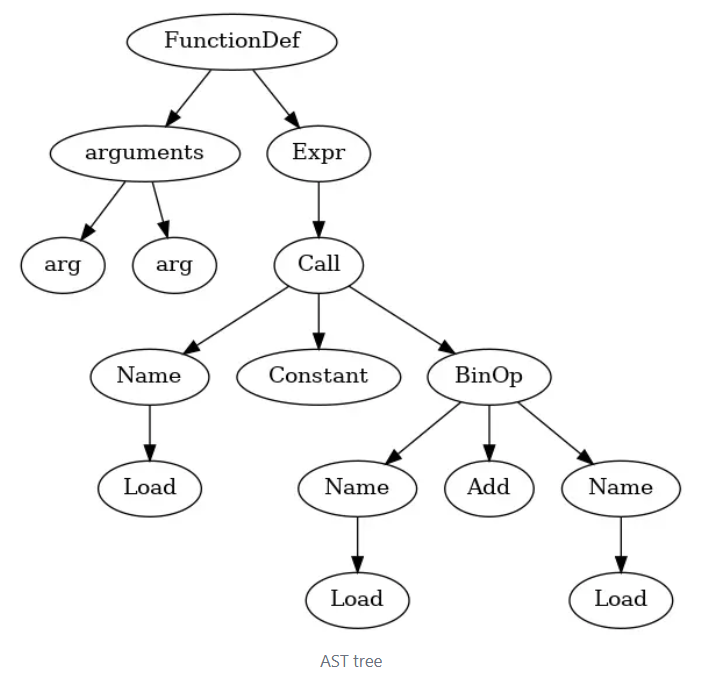 FunctionDef
arguments Expr
arg arg Call
Name Constant BinOp
Load Name Add Name
Load Load
AST tree